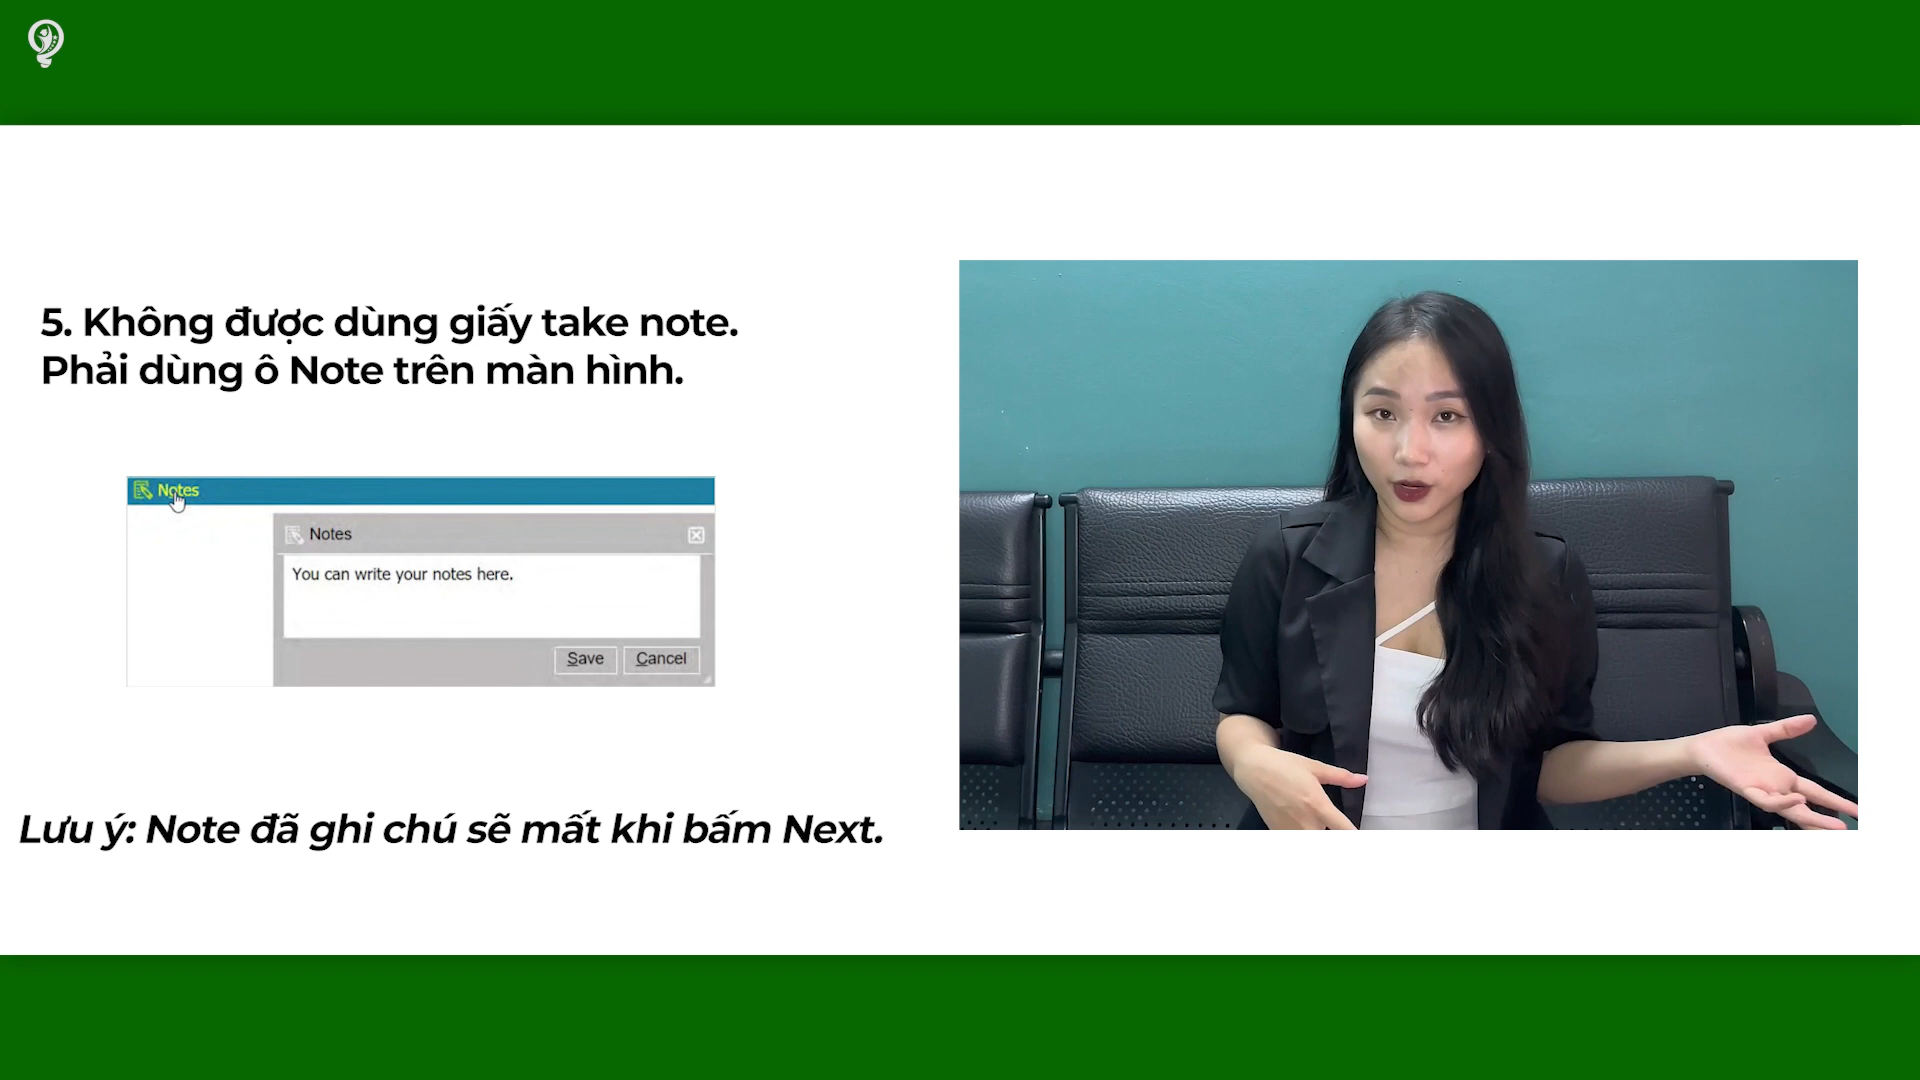 5. Không được dùng giấy take note.
Phải dùng ô Note trên màn hình.
Notes
Notes
You can write your notes here.
Save Cancel
Lưu ý: Note đã ghi chú sẽ mất khi bấm Next.